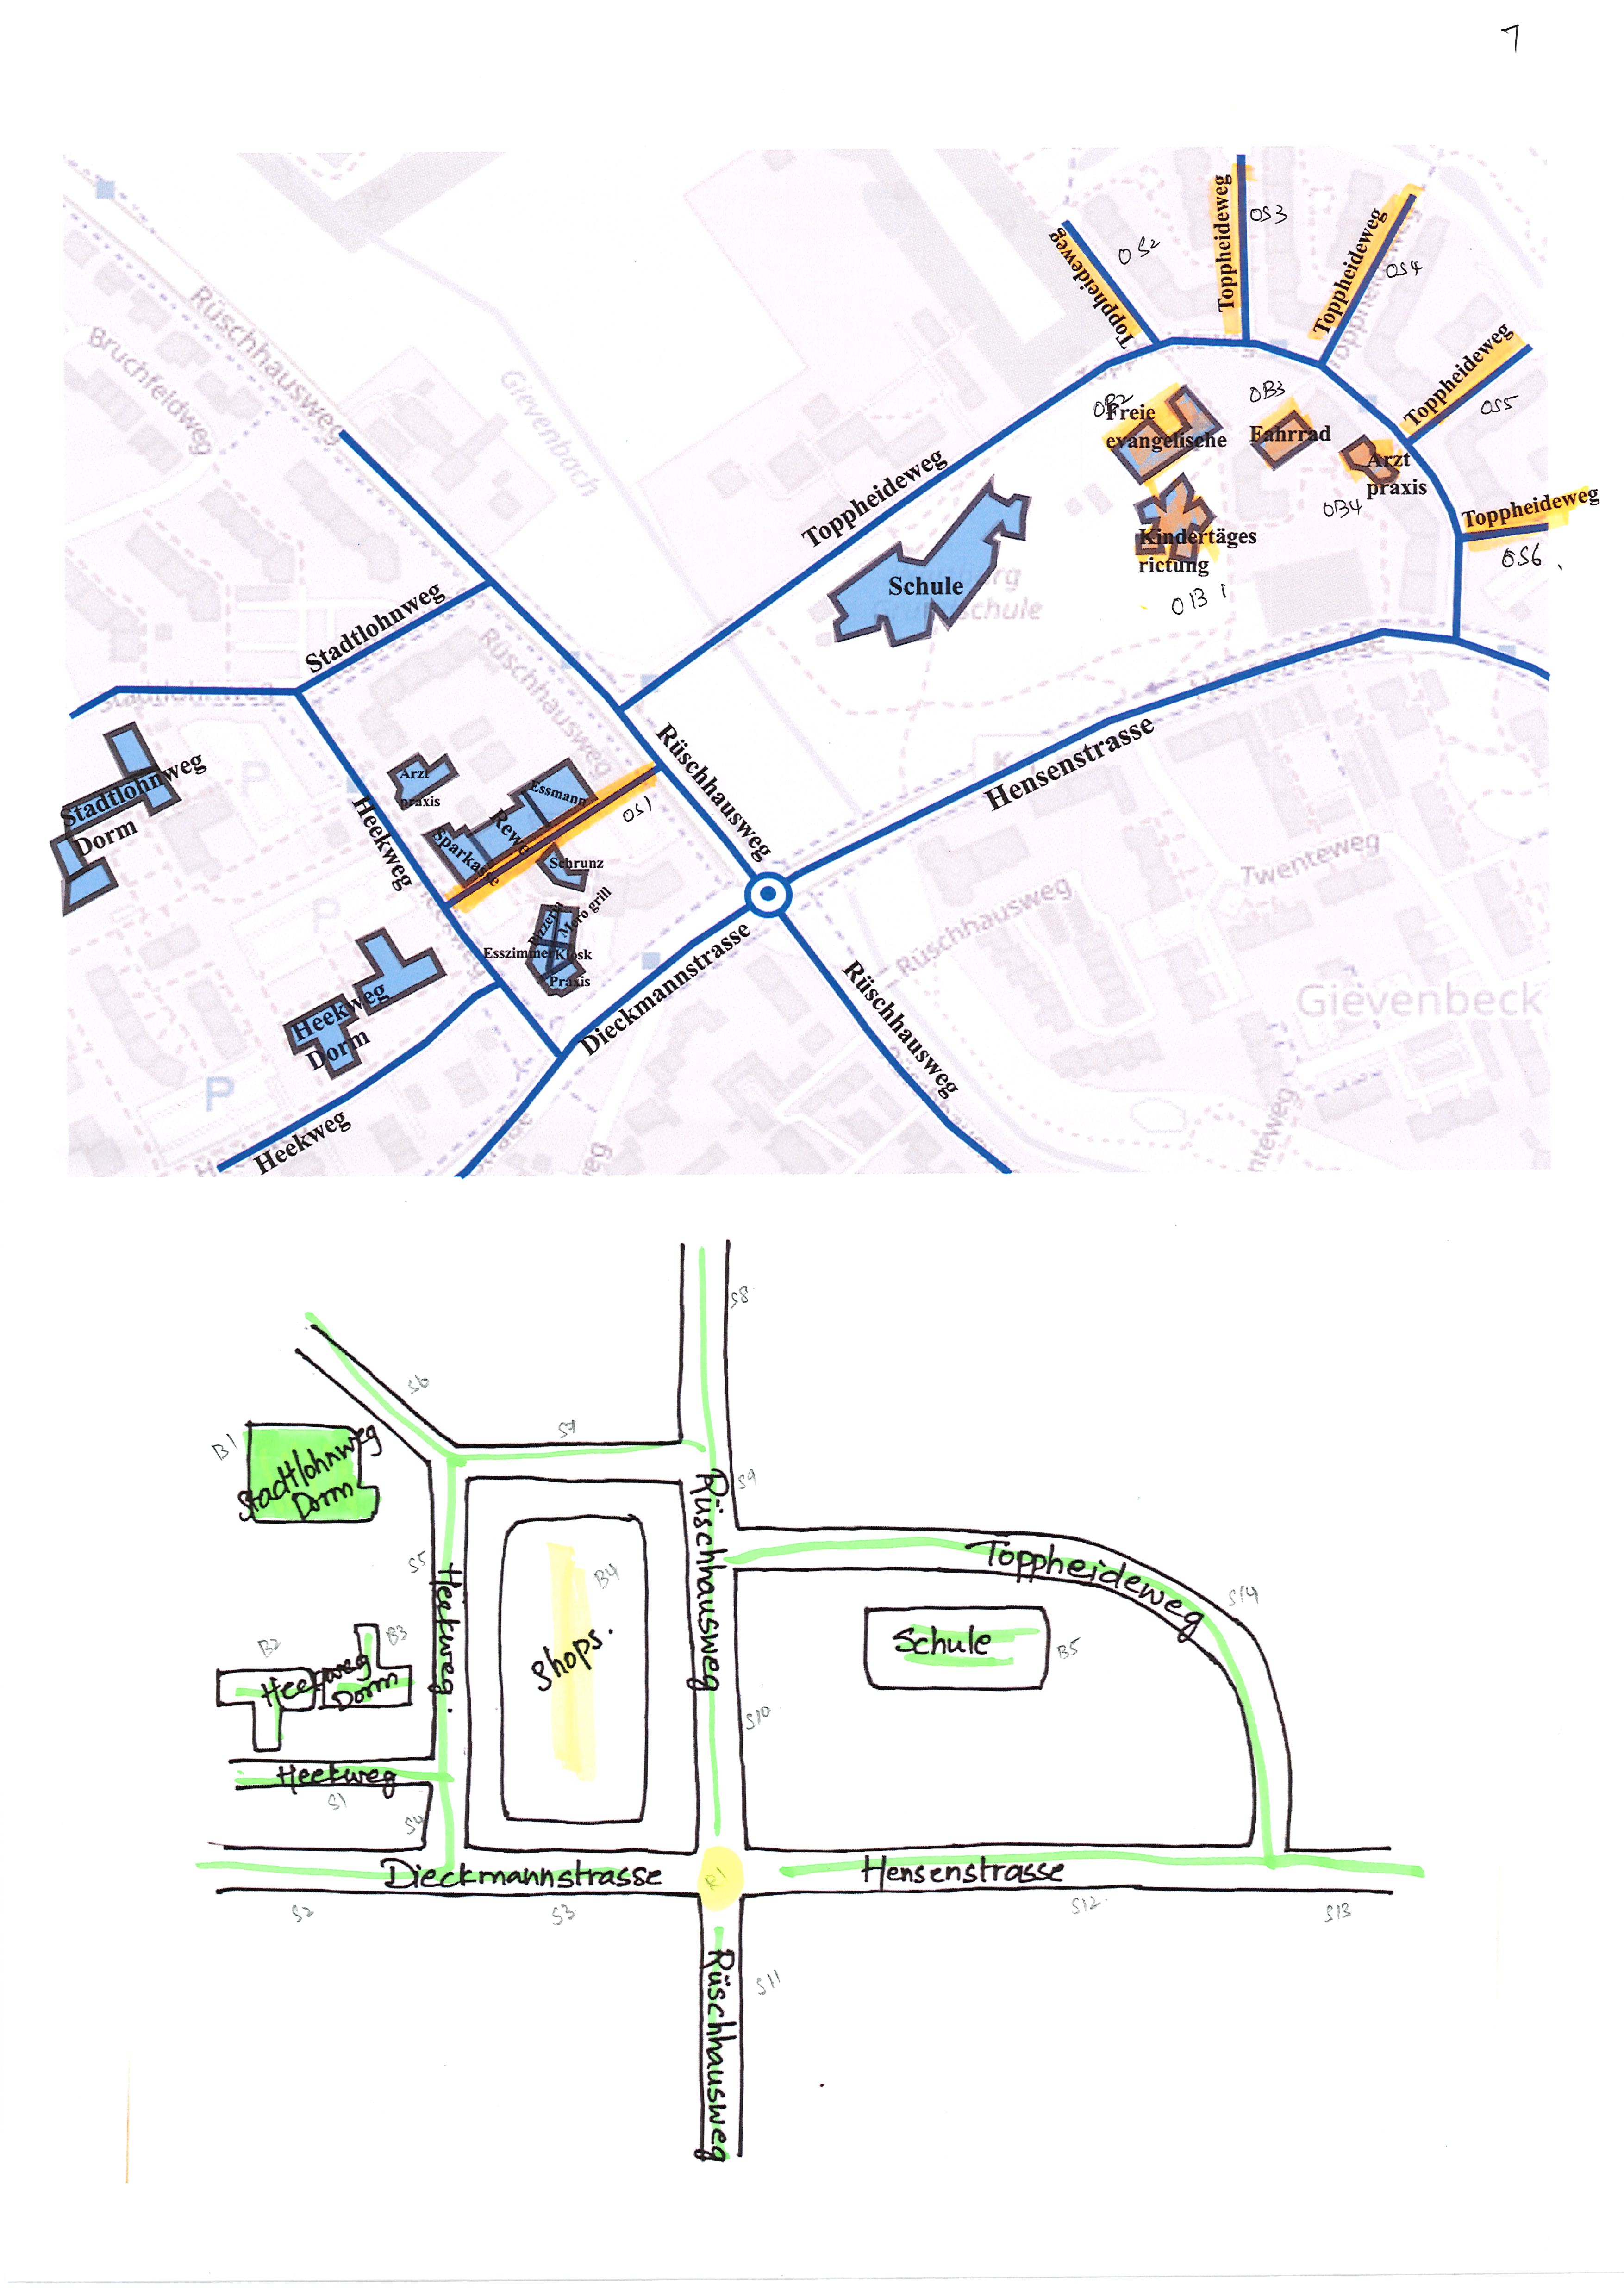 7
Rüschhausweg
Bruchfeldweg
Gievenbach
Toppheideweg
OS2
Toppheideweg
OS3
Toppheideweg
OS4
Toppheideweg
OS5
Toppheideweg
OS6
OB2
Freie
evangelische
OB3
Fahrrad
Arzt
praxis
OB4
Kindertäges
rictung
OB1
Toppheideweg
Schule
Stadtlohnweg
Rüschhausweg
Rüschhausweg
Hensenstrasse
Stadtlohnweg
Dorm
P
Heekweg
Arzt
praxis
Essmann
Rewe
Sparkasse
OS1
Schrunz
Pizzeria
Mero grill
Esszimmer
Kiosk
Praxis
P
Heekweg
Dorm
P
Heekweg
Dieckmannstrasse
Rüschhausweg
Rüschhausweg
Twenteweg
Gievenbeck
S8
S6
S7
B1
Stadtlohnweg
Dorm
S9
Rüschhausweg
Toppheideweg
S14
S5
Heekweg.
B4
Shops.
Schule
B5
B2
B3
Heekweg
Dorm
S10
Heekweg
S1
S4
Dieckmannstrasse
R1
Hensenstrasse
S2
S3
S12
S13
S11
Rüschhausweg